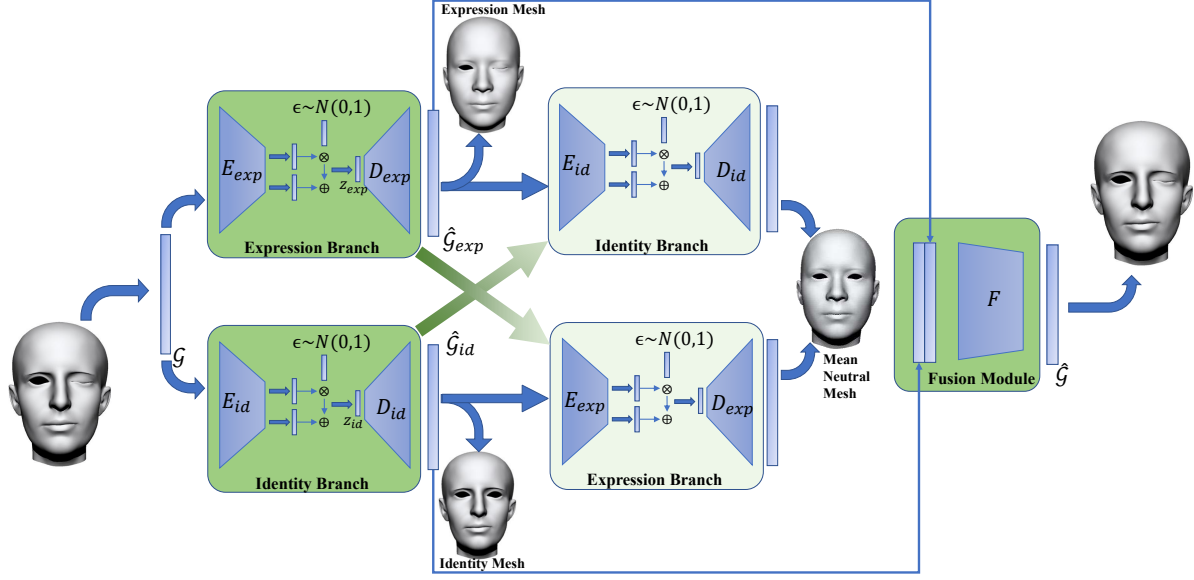 Expression Mesh
ϵ~N(0,1)
E_exp
z_exp
D_exp
Expression Branch
Ĝ_exp
ϵ~N(0,1)
E_id
D_id
Identity Branch
G
ϵ~N(0,1)
E_id
z_id
D_id
Identity Branch
Ĝ_id
Identity Mesh
ϵ~N(0,1)
E_exp
D_exp
Expression Branch
Mean
Neutral
Mesh
F
Fusion Module
Ĝ